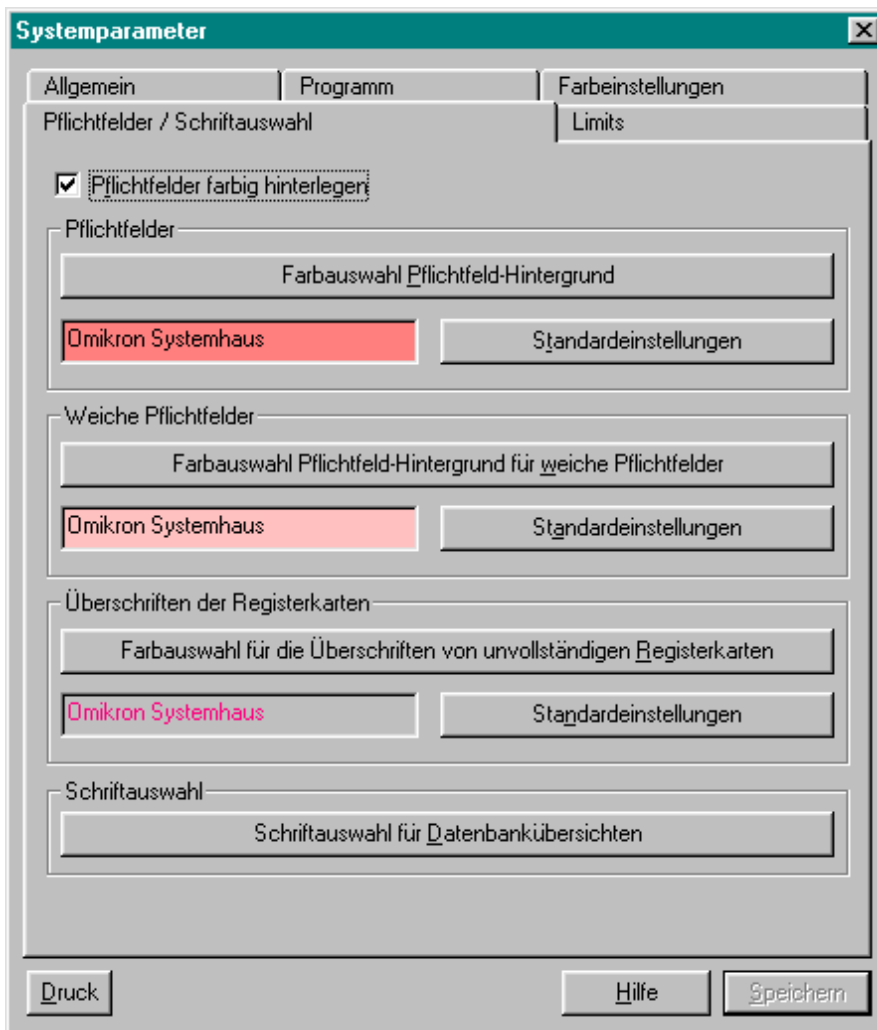 Systemparameter
Allgemein
Programm
Farbeinstellungen
Pflichtfelder / Schriftauswahl
Limits
Pflichtfelder farbig hinterlegen
Pflichtfelder
Farbauswahl Pflichtfeld-Hintergrund
Omikron Systemhaus
Standardeinstellungen
Weiche Pflichtfelder
Farbauswahl Pflichtfeld-Hintergrund für weiche Pflichtfelder
Omikron Systemhaus
Standardeinstellungen
Überschriften der Registerkarten
Farbauswahl für die Überschriften von unvollständigen Registerkarten
Omikron Systemhaus
Standardeinstellungen
Schriftauswahl
Schriftauswahl für Datenbankübersichten
Druck
Hilfe
Speichern